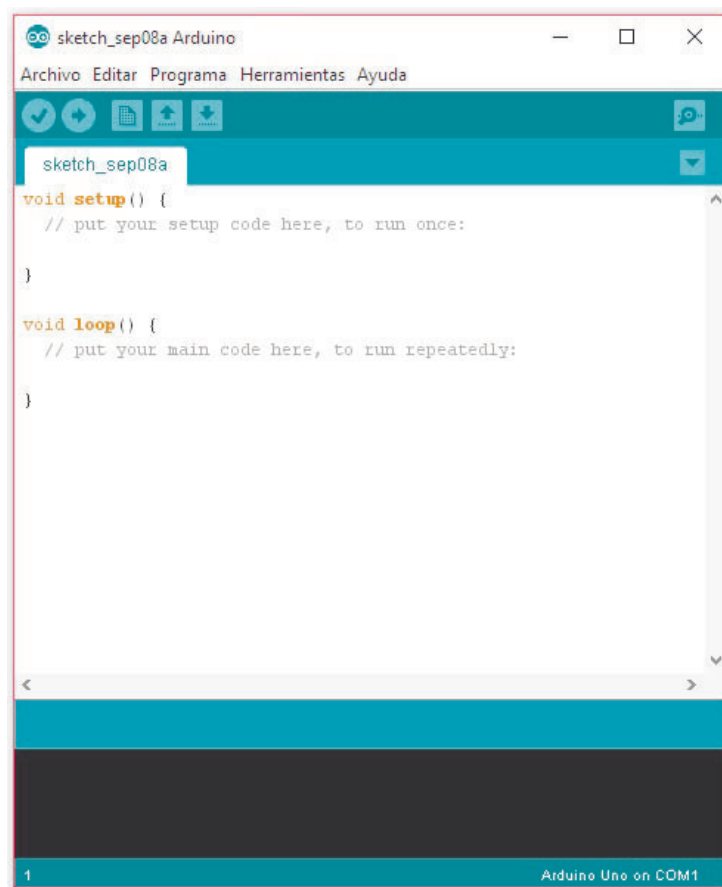 sketch_sep08a Arduino
Archivo Editar Programa Herramientas Ayuda
sketch_sep08a
void setup() {
  // put your setup code here, to run once:
}
void loop() {
  // put your main code here, to run repeatedly:
}
1 Arduino Uno on COM1